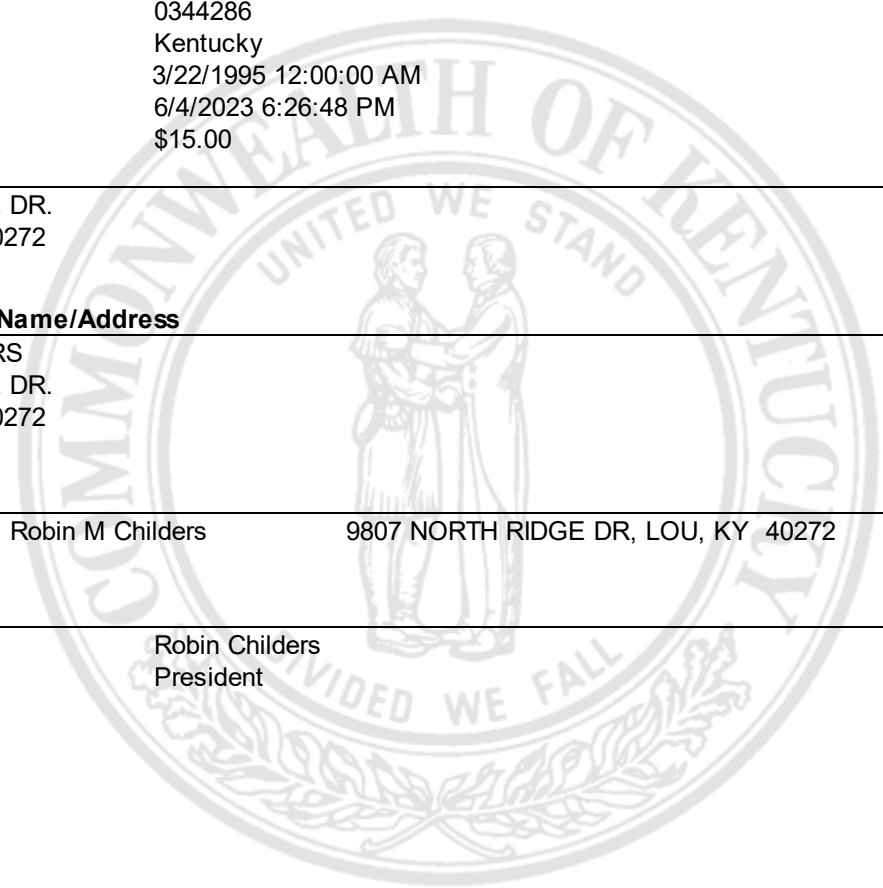 0344286
Kentucky
3/22/1995 12:00:00 AM
6/4/2023 6:26:48 PM
$15.00
DR.
0272
Name/Address
RS
DR.
0272
Robin M Childers 9807 NORTH RIDGE DR, LOU, KY 40272
Robin Childers
President
COMMONWEALTH OF KENTUCKY
UNITED WE STAND
DIVIDED WE FALL